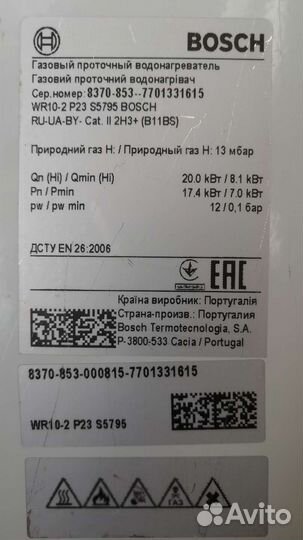 BOSCH
Газовый проточный водонагреватель
Газовий проточний водонагрівач
Сер.номер: 8370-853--7701331615
WR10-2 P23 S5795 BOSCH
RU-UA-BY- Cat. II 2H3+ (B11BS)
Природний газ H: / Природный газ H: 13 мбар
Qn (Hi) / Qmin (Hi) 20.0 кВт / 8.1 кВт
Pn / Pmin 17.4 кВт / 7.0 кВт
pw / pw min 12 / 0,1 бар
ДСТУ EN 26:2006
EAC
Країна виробник: Португалія
Страна-произв.: Португалия
Bosch Termotecnologia, S.A.
P-3800-533 Cacia / Portugal
8370-853-000815-7701331615
WR10-2 P23 S5795
ГАЗ
Avito